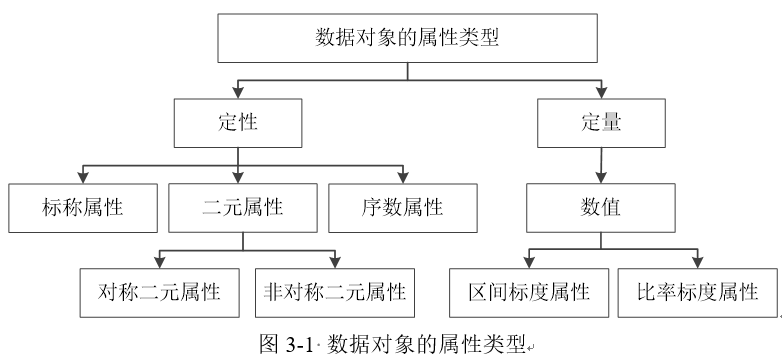 数据对象的属性类型
定性 定量
标称属性 二元属性 序数属性 数值
对称二元属性 非对称二元属性 区间标度属性 比率标度属性
图 3-1 数据对象的属性类型